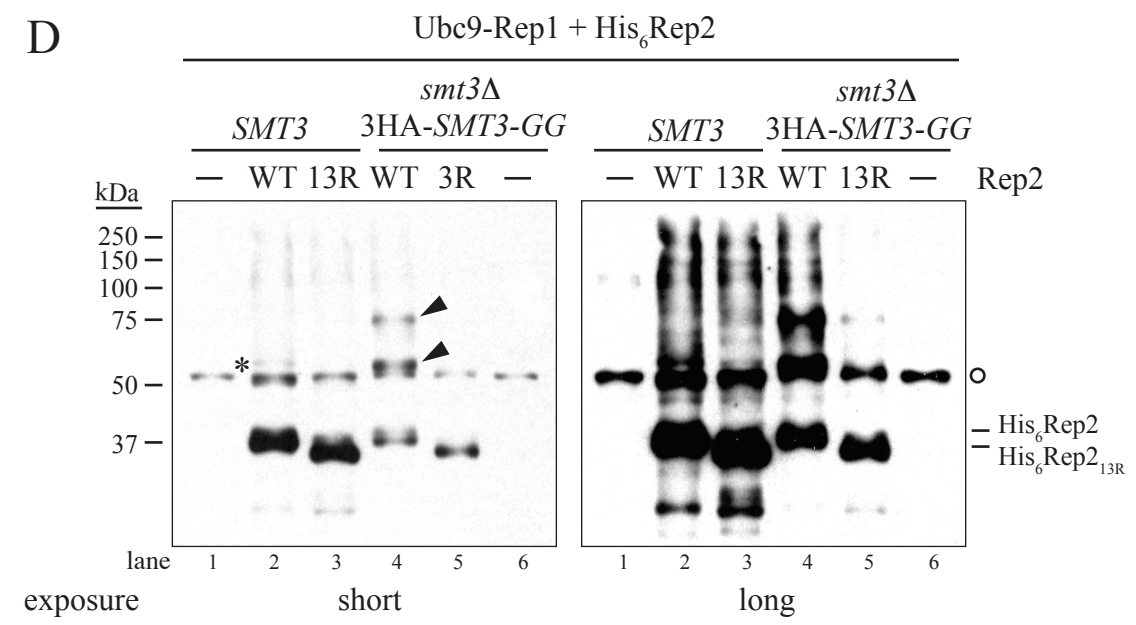 D
Ubc9-Rep1 + His6Rep2
smt3Δ smt3Δ
SMT3 3HA-SMT3-GG SMT3 3HA-SMT3-GG
— WT 13R WT 3R — — WT 13R WT 13R — Rep2
kDa
250
150
100
75
*
50
37
His6Rep2
His6Rep213R
lane 1 2 3 4 5 6 1 2 3 4 5 6
exposure short long